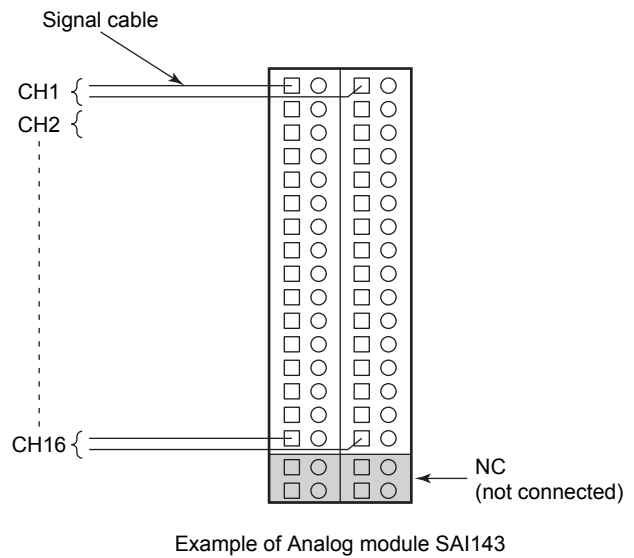 Signal cable
CH1
CH2
CH16
NC
(not connected)
Example of Analog module SAI143